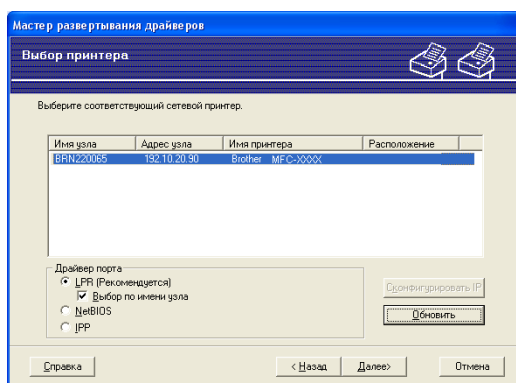 Мастер развертывания драйверов
Выбор принтера
Выберите соответствующий сетевой принтер.
Имя узла Адрес узла Имя принтера Расположение
BRN220065 192.10.20.90 Brother MFC-XXXX
Драйвер порта
LPR (Рекомендуется)
Выбор по имени узла
NetBIOS
IPP
Сконфигурировать IP
Обновить
Справка < Назад Далее> Отмена